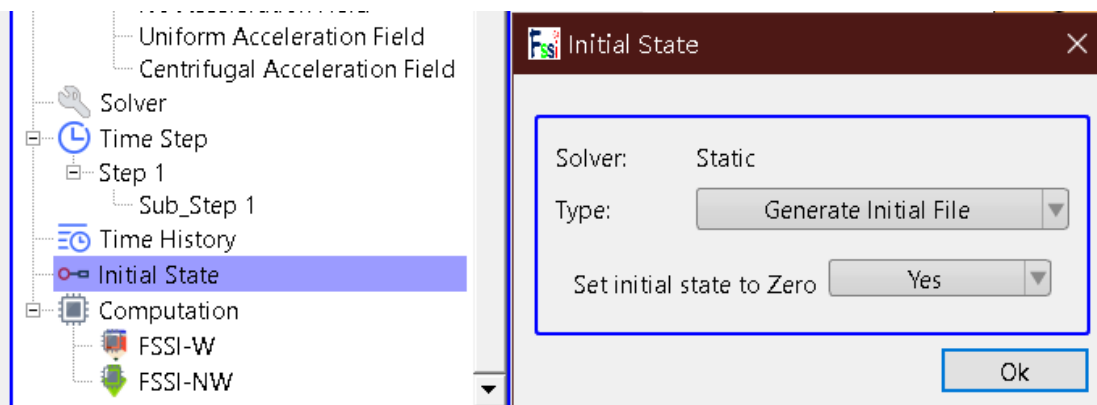 Uniform Acceleration Field
Centrifugal Acceleration Field
Solver
Time Step
Step 1
Sub_Step 1
Time History
Initial State
Computation
FSSI-W
FSSI-NW
Fssi Initial State
Solver: Static
Type: Generate Initial File
Set initial state to Zero Yes
Ok